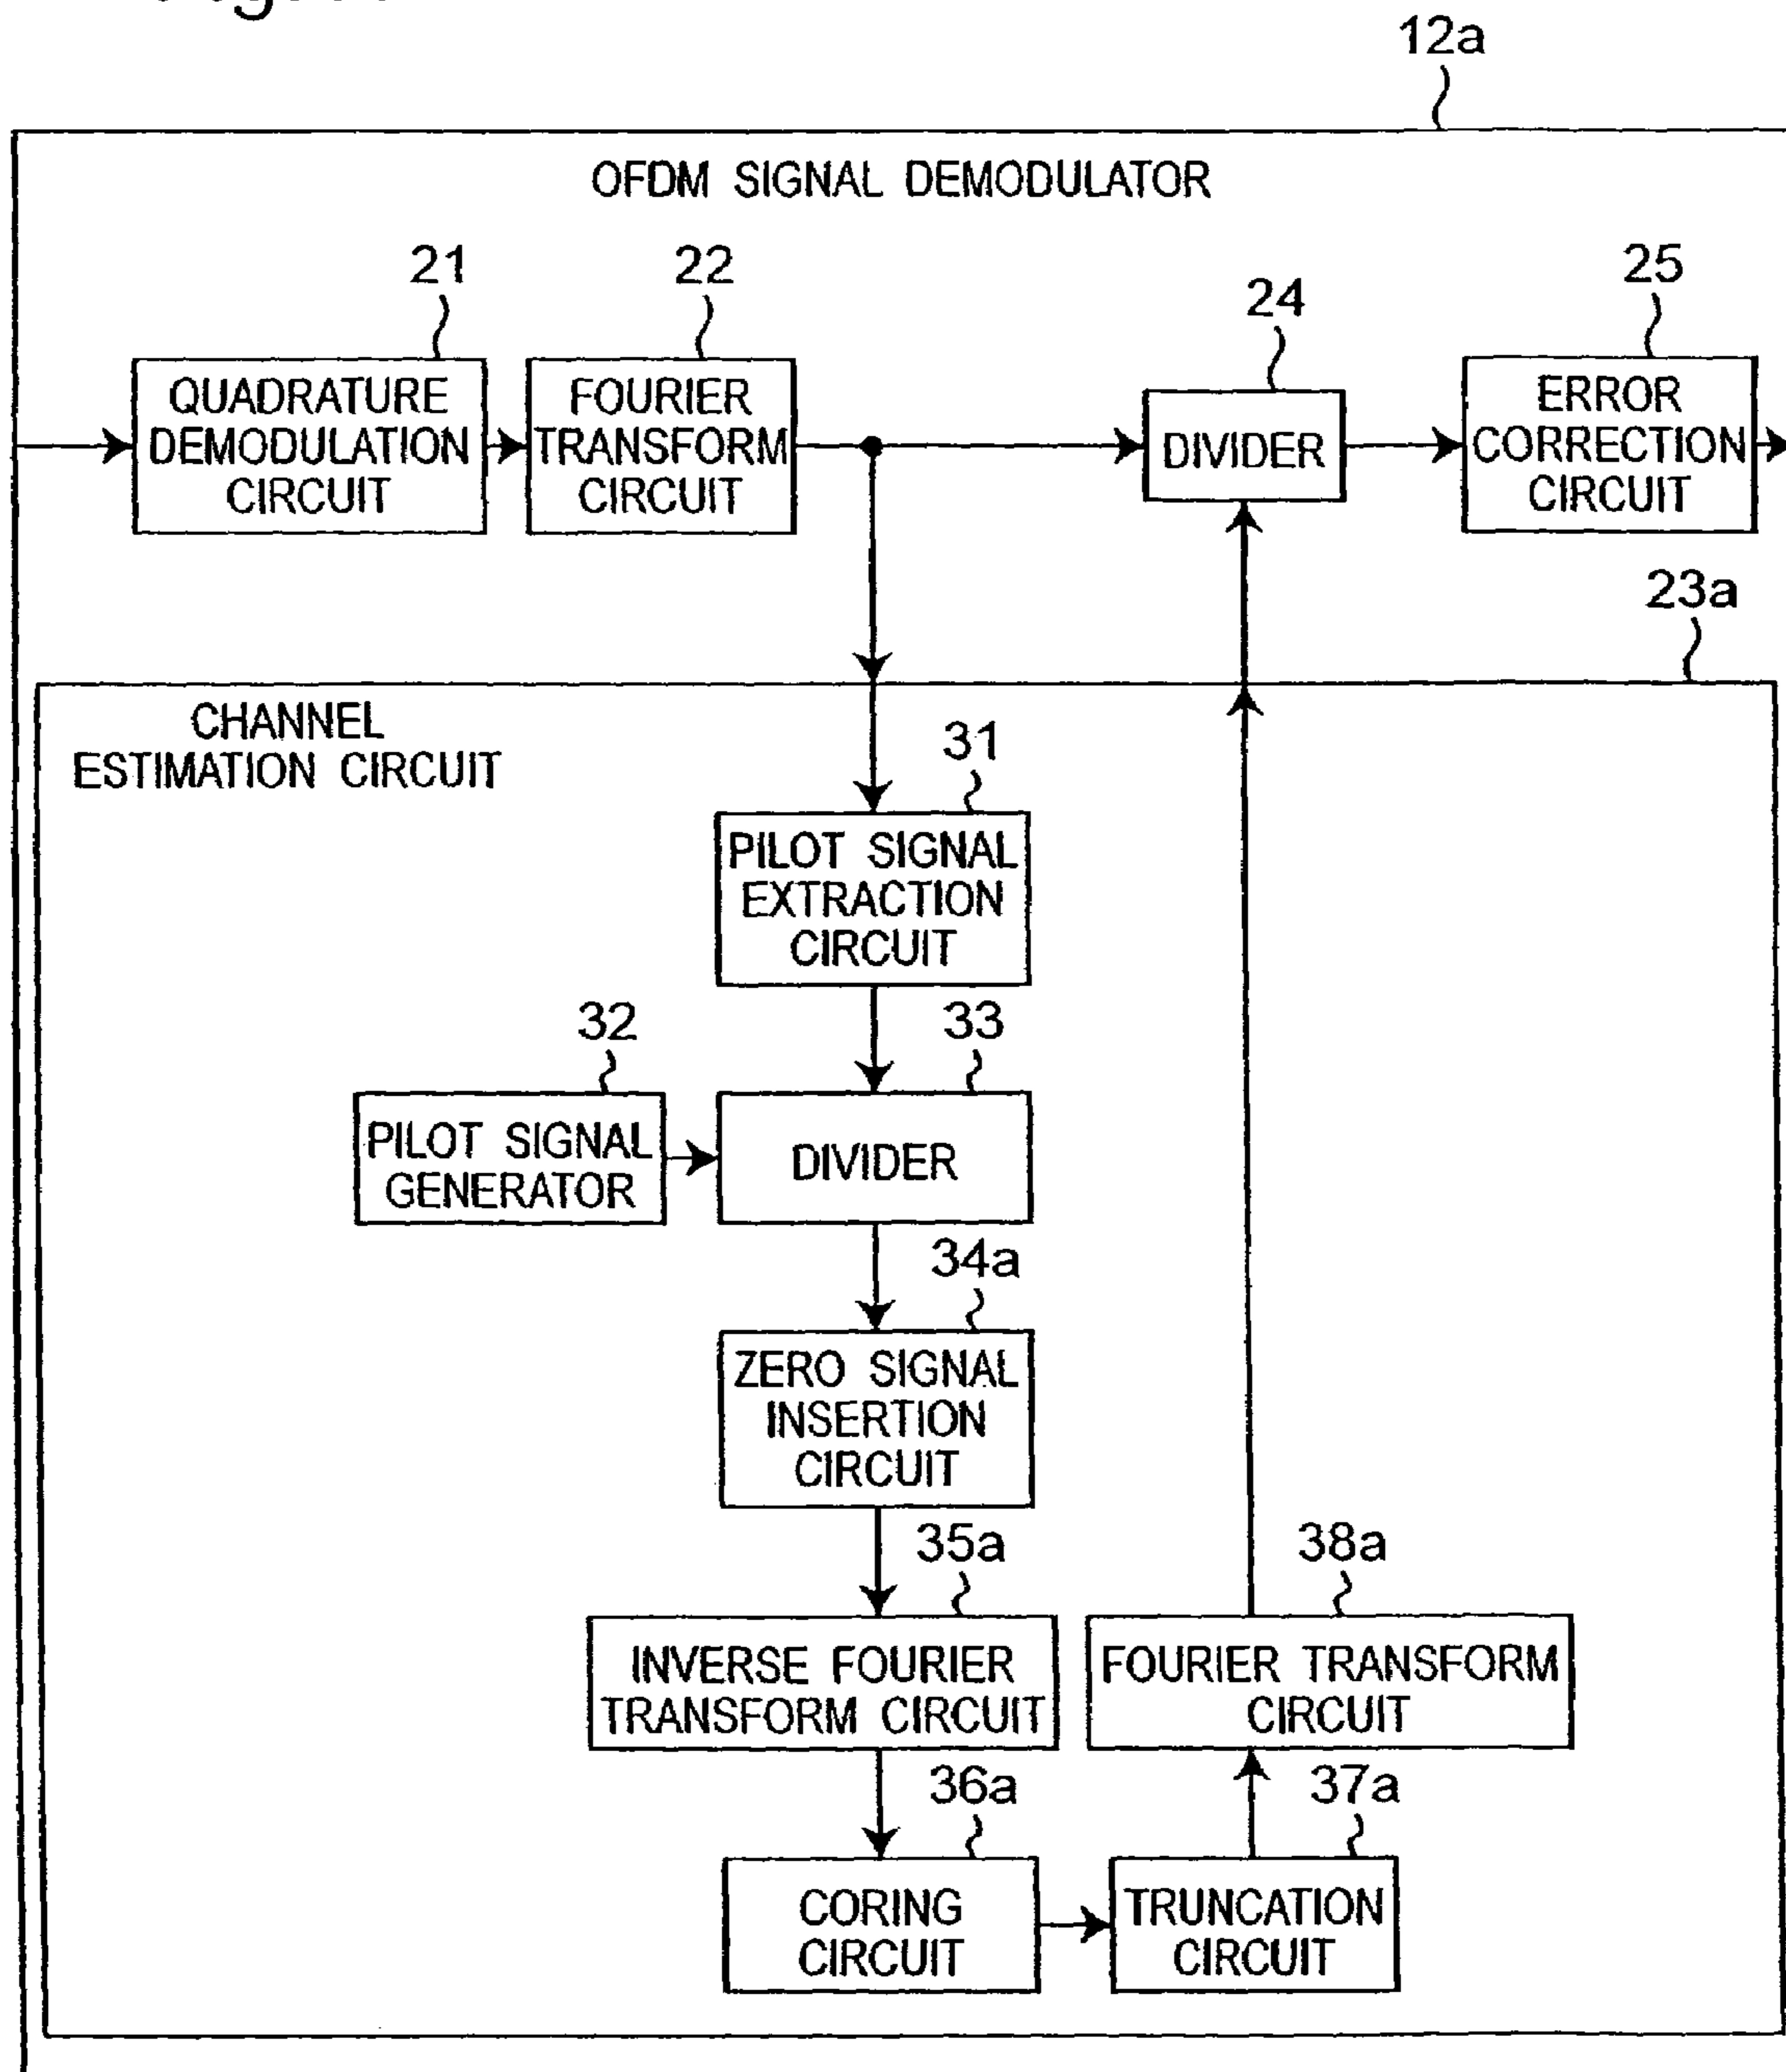 12a
OFDM SIGNAL DEMODULATOR
21
22
24
25
QUADRATURE
DEMODULATION
CIRCUIT
FOURIER
TRANSFORM
CIRCUIT
DIVIDER
ERROR
CORRECTION
CIRCUIT
23a
CHANNEL
ESTIMATION CIRCUIT
31
PILOT SIGNAL
EXTRACTION
CIRCUIT
32
33
PILOT SIGNAL
GENERATOR
DIVIDER
34a
ZERO SIGNAL
INSERTION
CIRCUIT
35a
38a
INVERSE FOURIER
TRANSFORM CIRCUIT
FOURIER TRANSFORM
CIRCUIT
36a
37a
CORING
CIRCUIT
TRUNCATION
CIRCUIT